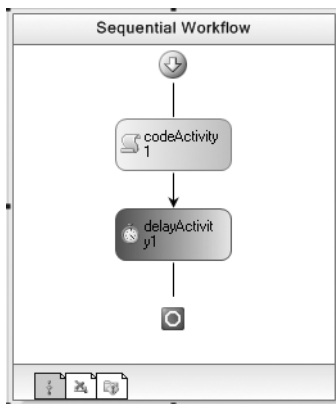 Sequential Workflow
codeActivity
1
delayActivit
y1